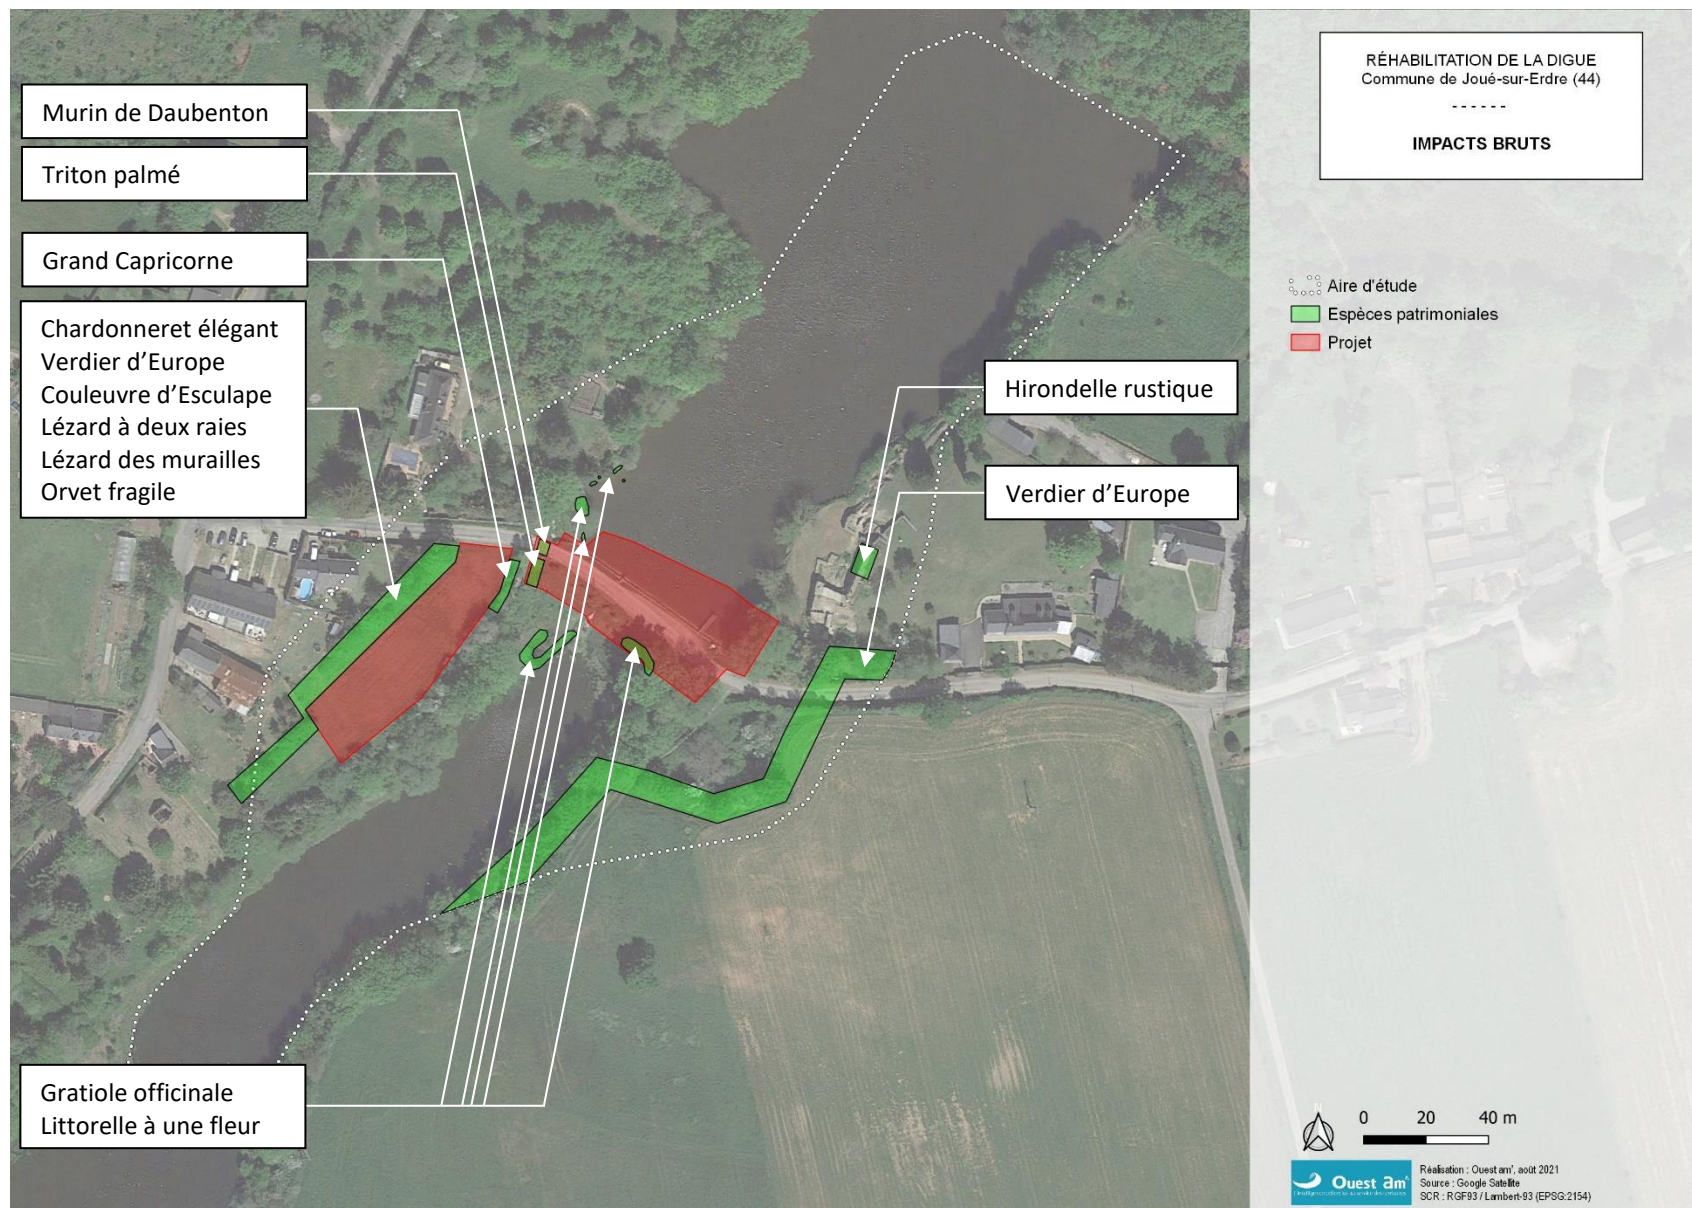 Murin de Daubenton
Triton palmé
Grand Capricorne
Chardonneret élégant
Verdier d’Europe
Couleuvre d’Esculape
Lézard à deux raies
Lézard des murailles
Orvet fragile
Hirondelle rustique
Verdier d’Europe
Gratiole officinale
Littorelle à une fleur
RÉHABILITATION DE LA DIGUE
Commune de Joué-sur-Erdre (44)
- - - - - -
IMPACTS BRUTS
Aire d'étude
Espèces patrimoniales
Projet
N
0 20 40 m
Ouest am'
Réalisation : Ouest am', août 2021
Source : Google Satellite
SCR : RGF93 / Lambert-93 (EPSG:2154)